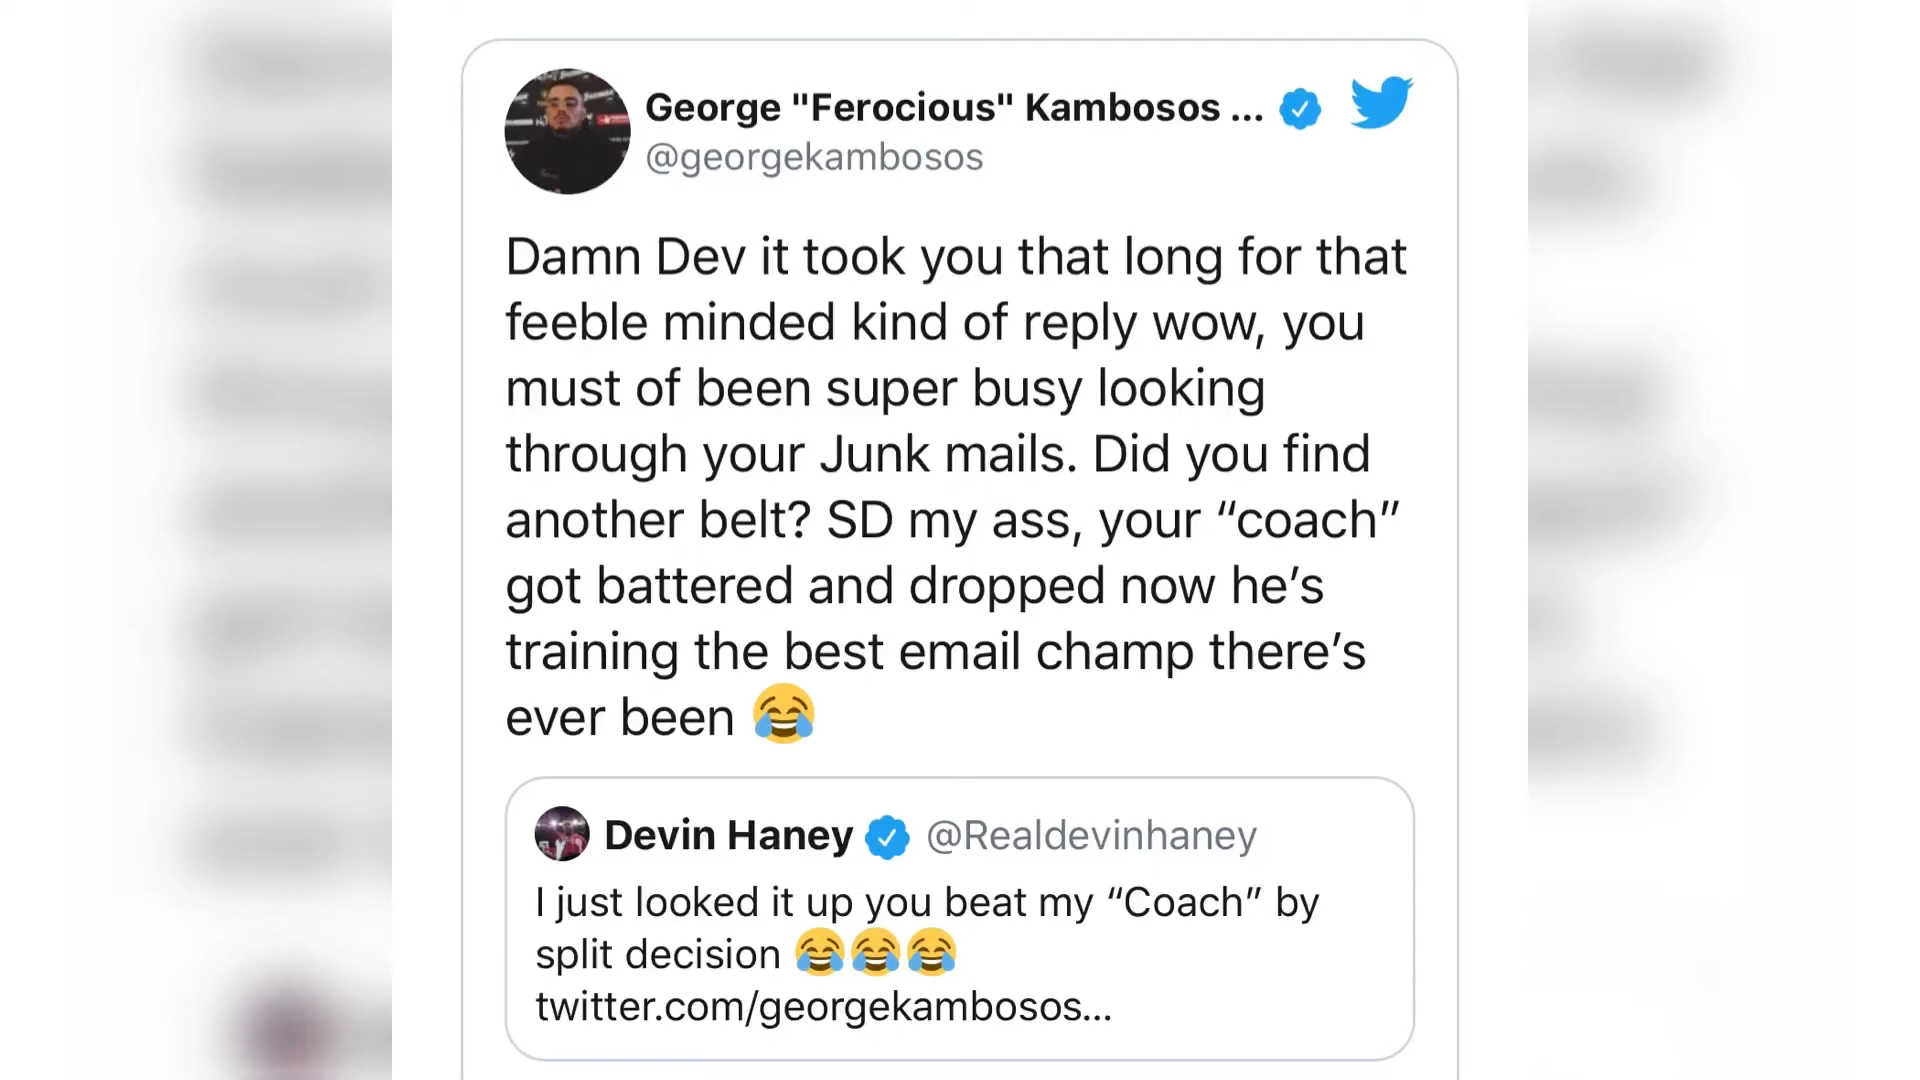 George "Ferocious" Kambosos ...
@georgekambosos
Damn Dev it took you that long for that
feeble minded kind of reply wow, you
must of been super busy looking
through your Junk mails. Did you find
another belt? SD my ass, your “coach”
got battered and dropped now he’s
training the best email champ there’s
ever been 😂
Devin Haney @Realdevinhaney
I just looked it up you beat my “Coach” by
split decision 😂😂😂
twitter.com/georgekambosos...